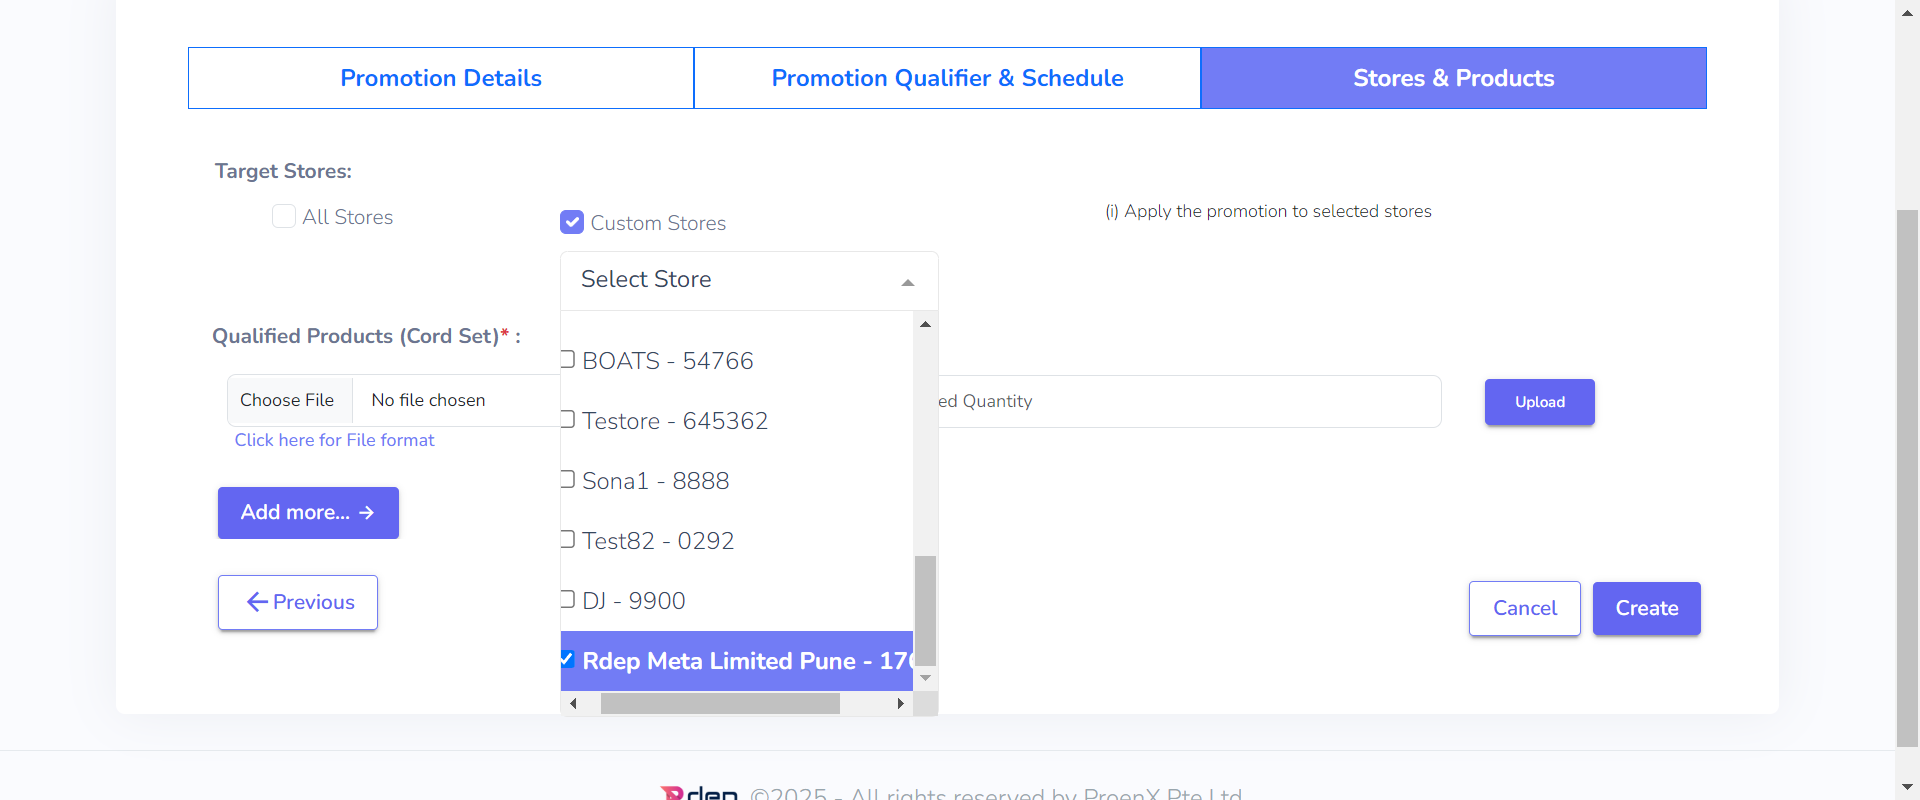 Promotion Details
Promotion Qualifier & Schedule
Stores & Products
Target Stores:
All Stores
Custom Stores
(i) Apply the promotion to selected stores
Select Store
Qualified Products (Cord Set)* :
BOATS - 54766
Choose File
No file chosen
ed Quantity
Upload
Testore - 645362
Click here for File format
Sona1 - 8888
Add more...
Test82 - 0292
DJ - 9900
Previous
Cancel
Create
Rdep Meta Limited Pune - 176
Rdep
©2025 - All rights reserved by ProenX Pte Ltd